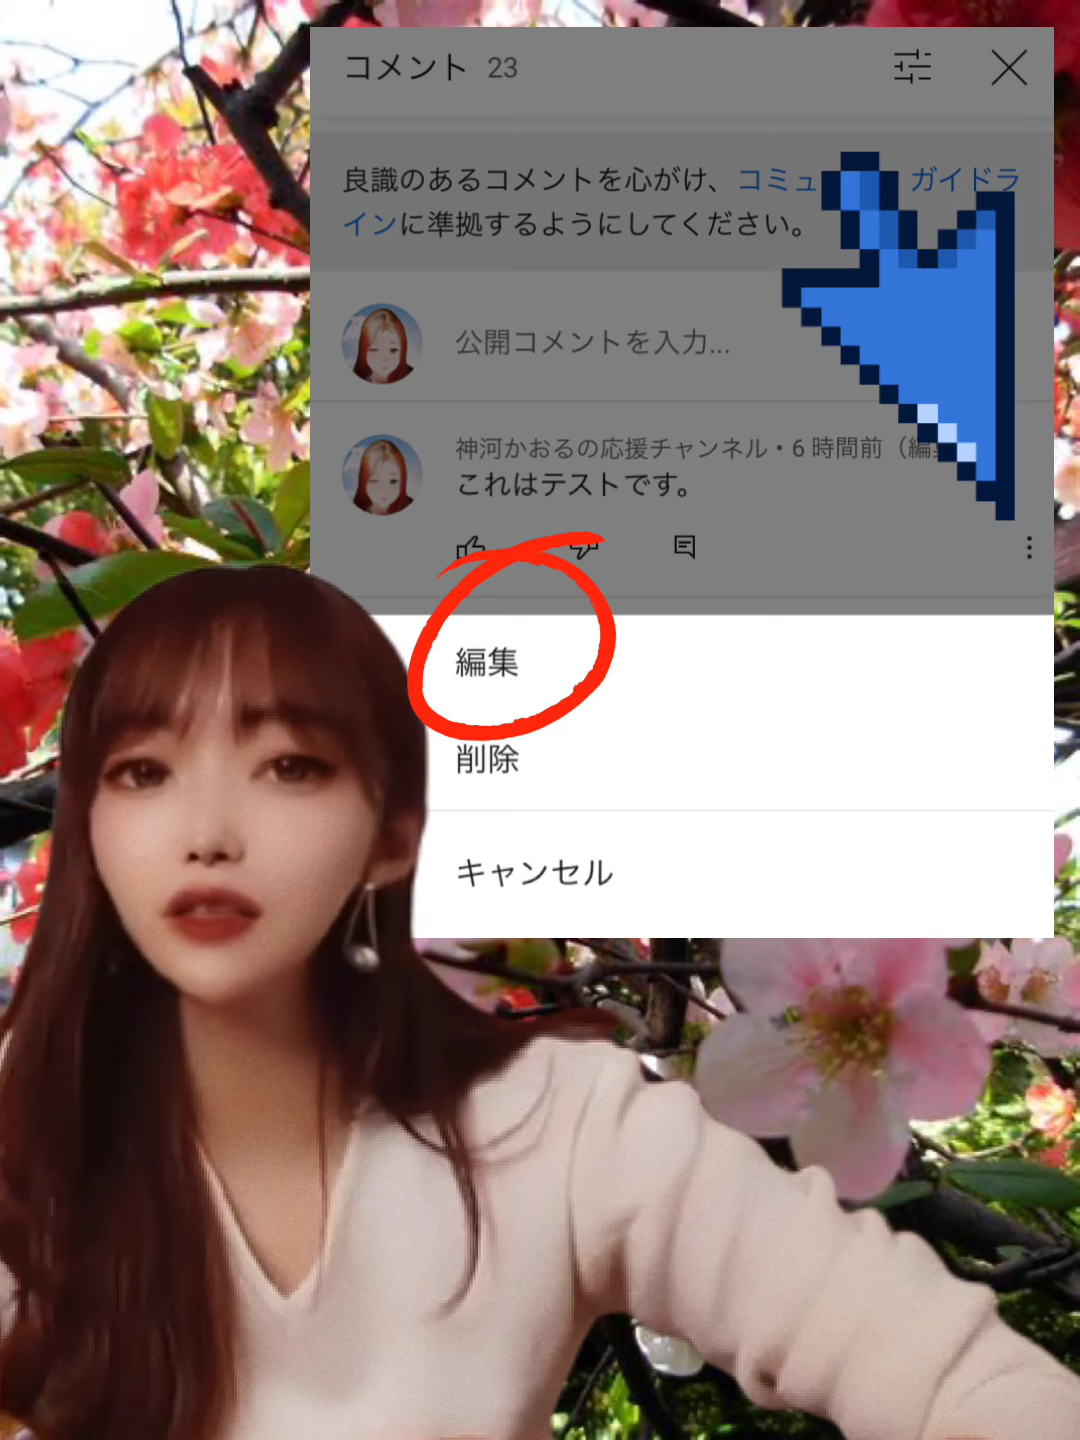 コメント 23
良識のあるコメントを心がけ、コミュ ガイドラ
インに準拠するようにしてください。
公開コメントを入力...
神河かおるの応援チャンネル・6 時間前（編
これはテストです。
編集
削除
キャンセル